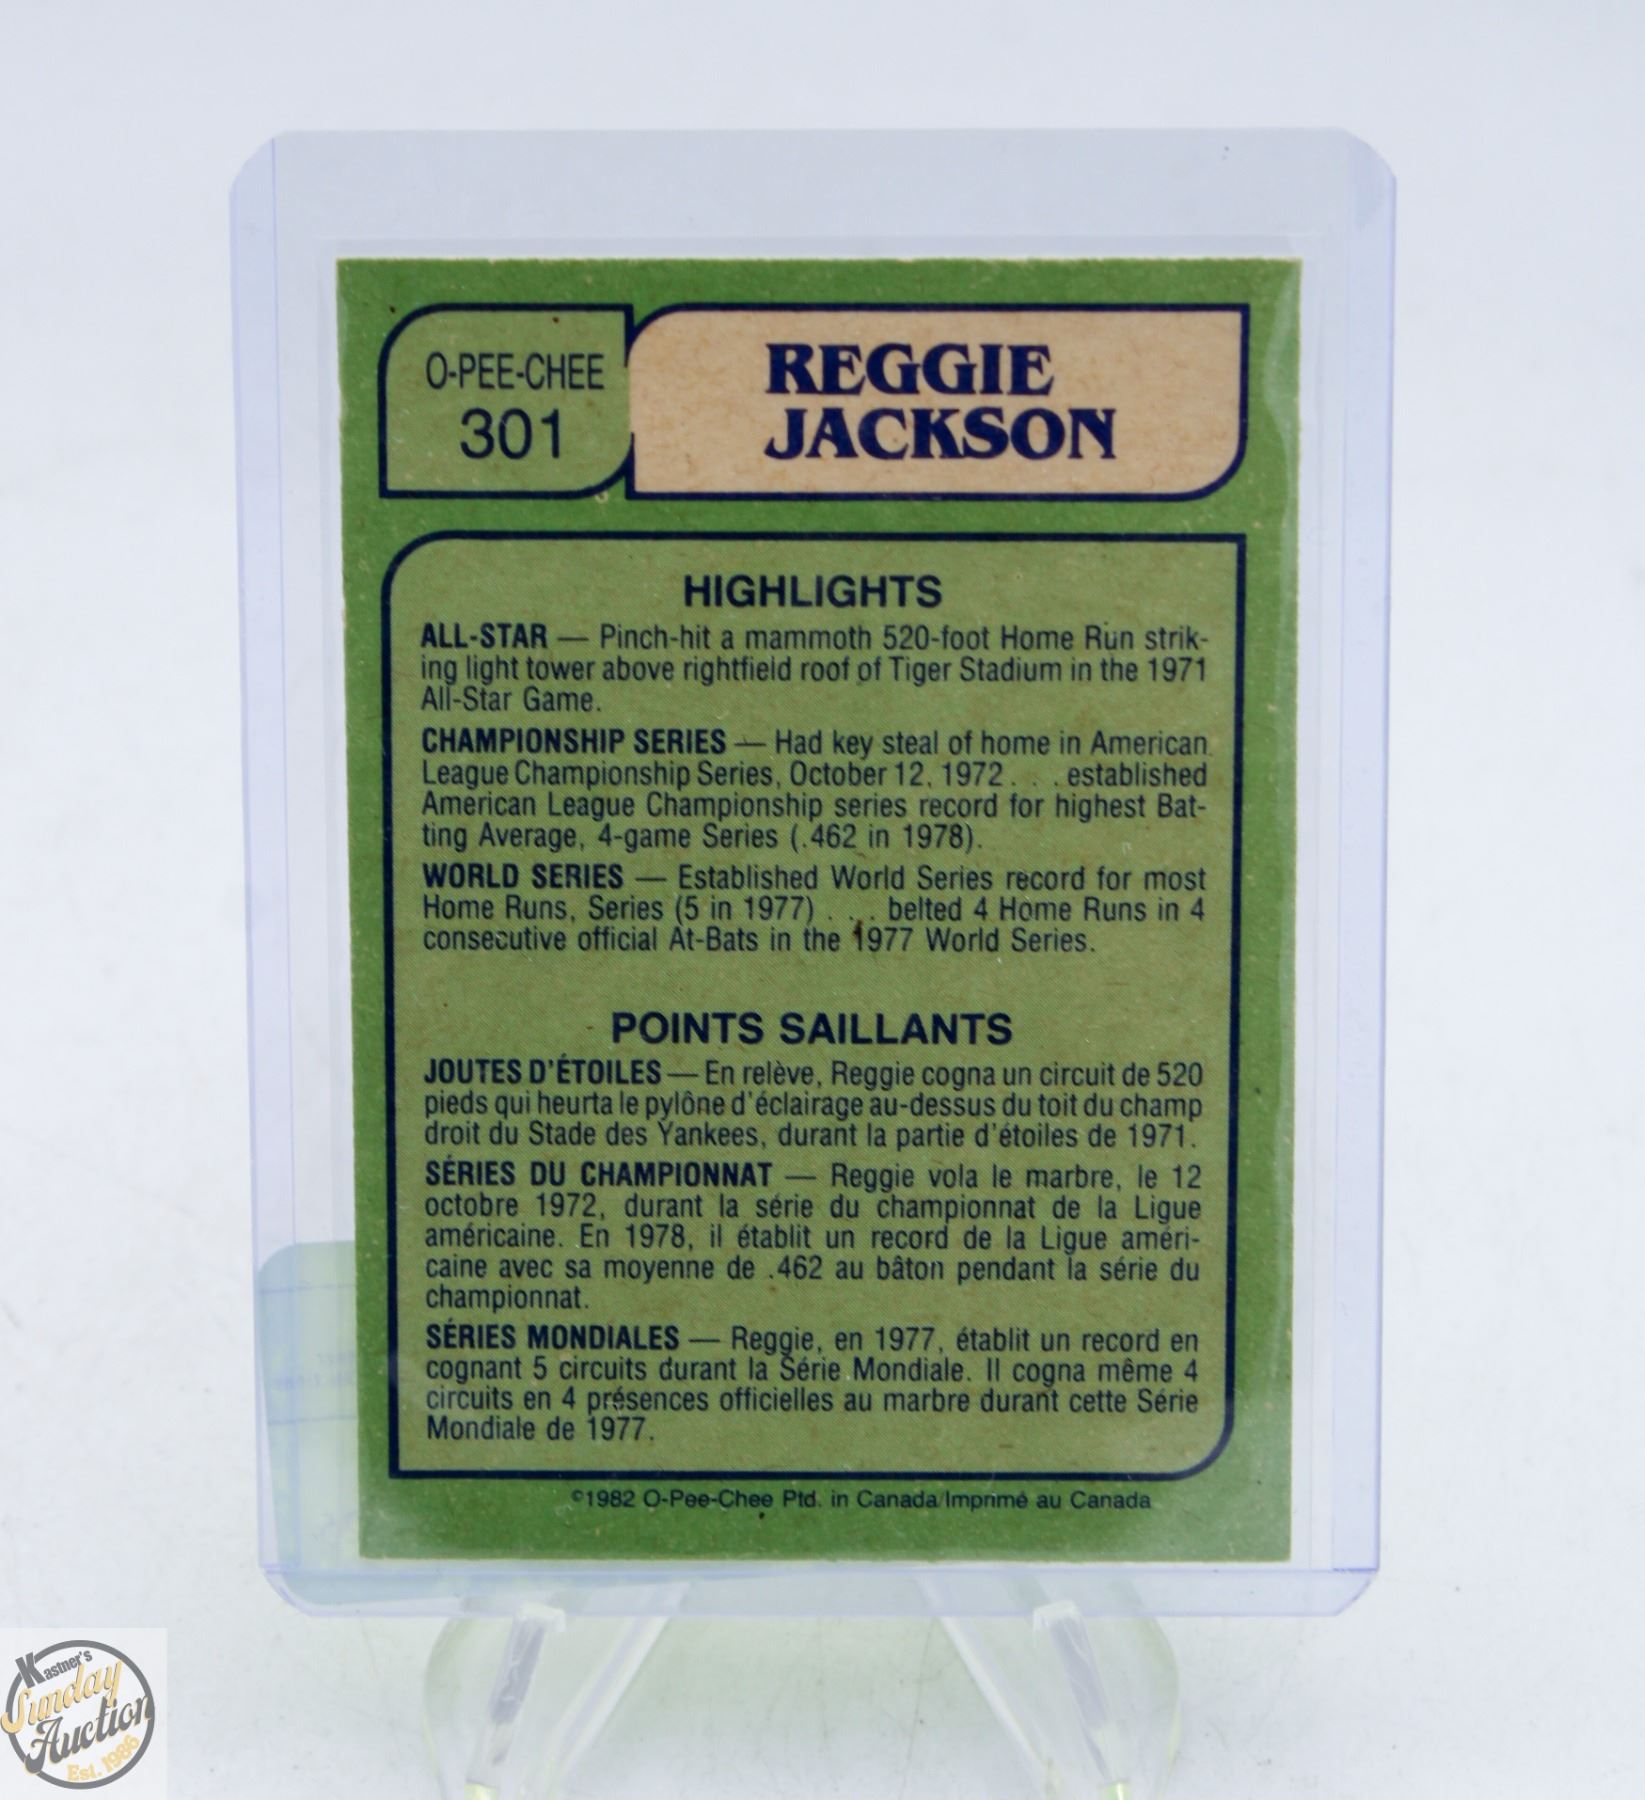 O-PEE-CHEE
301
REGGIE
JACKSON
HIGHLIGHTS
ALL-STAR — Pinch-hit a mammoth 520-foot Home Run strik-
ing light tower above rightfield roof of Tiger Stadium in the 1971
All-Star Game.
CHAMPIONSHIP SERIES — Had key steal of home in American
League Championship Series, October 12, 1972 . . . established
American League Championship series record for highest Bat-
ting Average, 4-game Series (.462 in 1978).
WORLD SERIES — Established World Series record for most
Home Runs, Series (5 in 1977) . . . belted 4 Home Runs in 4
consecutive official At-Bats in the 1977 World Series.
POINTS SAILLANTS
JOUTES D'ÉTOILES — En relève, Reggie cogna un circuit de 520
pieds qui heurta le pylône d'éclairage au-dessus du toit du champ
droit du Stade des Yankees, durant la partie d'étoiles de 1971.
SÉRIES DU CHAMPIONNAT — Reggie vola le marbre, le 12
octobre 1972, durant la série du championnat de la Ligue
américaine. En 1978, il établit un record de la Ligue améri-
caine avec sa moyenne de .462 au bâton pendant la série du
championnat.
SÉRIES MONDIALES — Reggie, en 1977, établit un record en
cognant 5 circuits durant la Série Mondiale. Il cogna même 4
circuits en 4 présences officielles au marbre durant cette Série
Mondiale de 1977.
©1982 O-Pee-Chee Ptd. in Canada/Imprimé au Canada
Kastner's
Sunday
Auction
Est. 1986